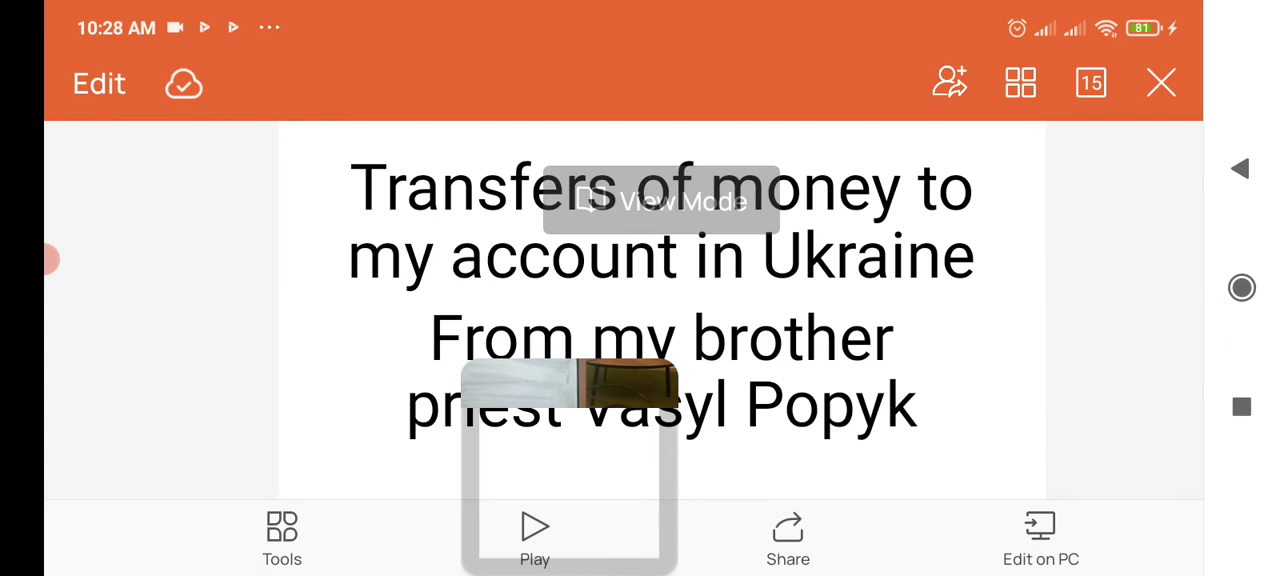 10:28 AM
81
Edit
15
Transfers of money to
View Mode
my account in Ukraine
From my brother
priest Vasyl Popyk
Tools
Play
Share
Edit on PC